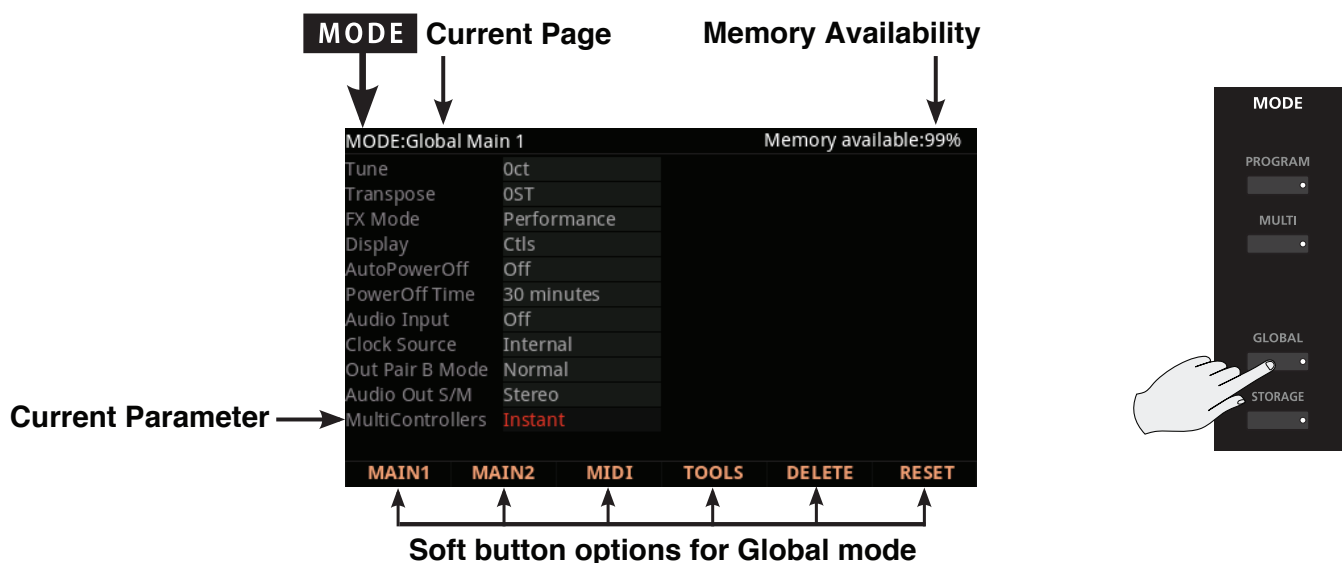 MODE Current Page Memory Availability
MODE:Global Main 1 Memory available:99%
Tune 0ct
Transpose 0ST
FX Mode Performance
Display Ctls
AutoPowerOff Off
PowerOff Time 30 minutes
Audio Input Off
Clock Source Internal
Out Pair B Mode Normal
Audio Out S/M Stereo
Current Parameter MultiControllers Instant
MAIN1 MAIN2 MIDI TOOLS DELETE RESET
Soft button options for Global mode
MODE
PROGRAM
MULTI
GLOBAL
STORAGE